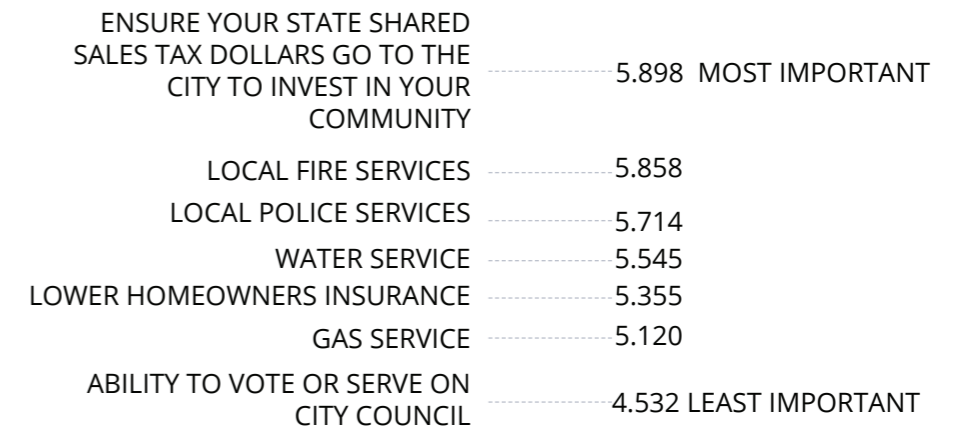 ENSURE YOUR STATE SHARED
SALES TAX DOLLARS GO TO THE
CITY TO INVEST IN YOUR
COMMUNITY
5.898 MOST IMPORTANT
LOCAL FIRE SERVICES 5.858
LOCAL POLICE SERVICES 5.714
WATER SERVICE 5.545
LOWER HOMEOWNERS INSURANCE 5.355
GAS SERVICE 5.120
ABILITY TO VOTE OR SERVE ON
CITY COUNCIL
4.532 LEAST IMPORTANT